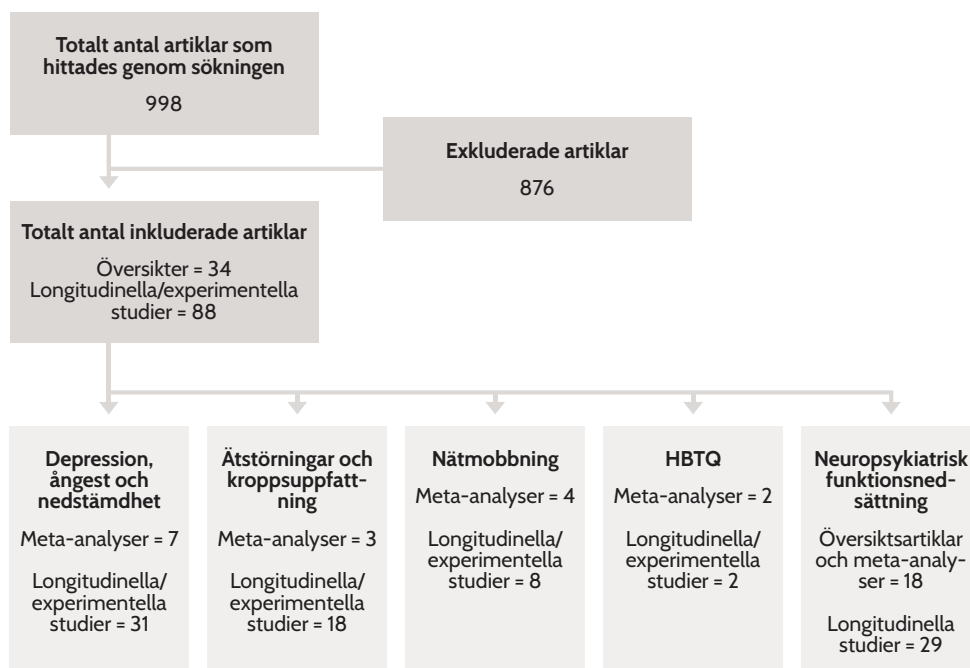 Totalt antal artiklar som
hittades genom sökningen
998
Exkluderade artiklar
876
Totalt antal inkluderade artiklar
Översikter = 34
Longitudinella/experimentella
studier = 88
Depression,
ångest och
nedstämdhet
Meta-analyser = 7
Longitudinella/
experimentella
studier = 31
Ätstörningar och
kroppsuppfatt-
ning
Meta-analyser = 3
Longitudinella/
experimentella
studier = 18
Nätmobbning
Meta-analyser = 4
Longitudinella/
experimentella
studier = 8
HBTQ
Meta-analyser = 2
Longitudinella/
experimentella
studier = 2
Neuropsykiatrisk
funktionsned-
sättning
Översiktsartiklar
och meta-analy-
ser = 18
Longitudinella
studier = 29